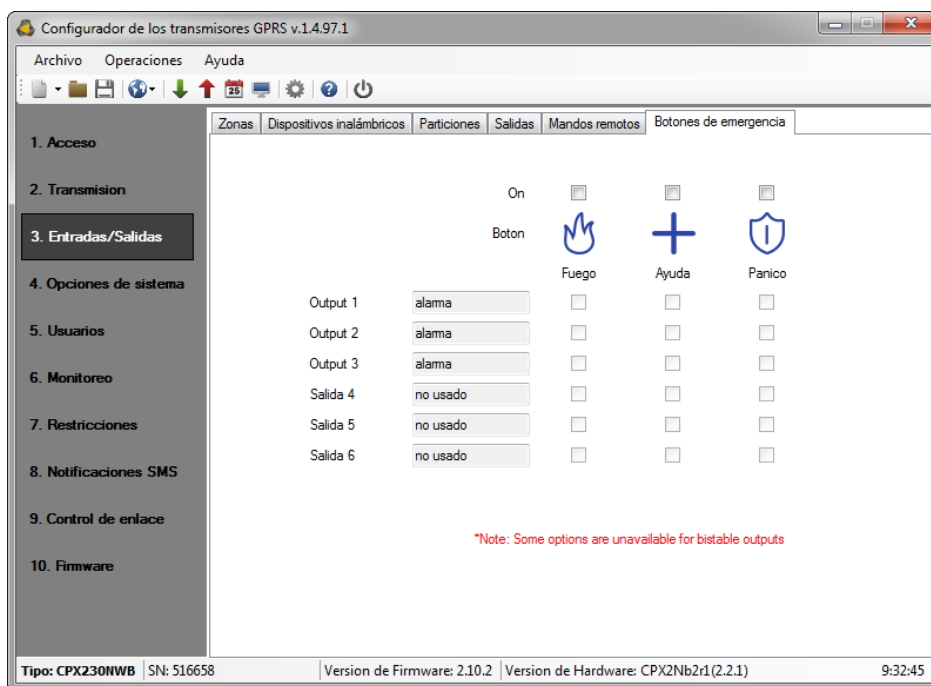 Configurador de los transmisores GPRS v.1.4.97.1
Archivo Operaciones Ayuda
25
Zonas Dispositivos inalámbricos Particiones Salidas Mandos remotos Botones de emergencia
1. Acceso
2. Transmision
3. Entradas/Salidas
4. Opciones de sistema
5. Usuarios
6. Monitoreo
7. Restricciones
8. Notificaciones SMS
9. Control de enlace
10. Firmware
On
Boton
Fuego Ayuda Panico
Output 1 alarma
Output 2 alarma
Output 3 alarma
Salida 4 no usado
Salida 5 no usado
Salida 6 no usado
*Note: Some options are unavailable for bistable outputs
Tipo: CPX230NWB SN: 516658 Version de Firmware: 2.10.2 Version de Hardware: CPX2Nb2r1(2.2.1) 9:32:45